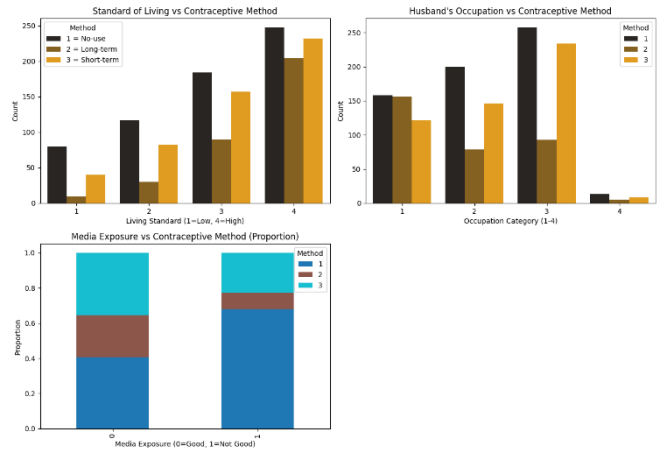 Standard of Living vs Contraceptive Method
Method
1 = No-use
2 = Long-term
3 = Short-term
250
200
150
100
50
0
Count
1 2 3 4
Living Standard (1=Low, 4=High)
Husband's Occupation vs Contraceptive Method
Method
1
2
3
250
200
150
100
50
0
Count
1 2 3 4
Occupation Category (1-4)
Media Exposure vs Contraceptive Method (Proportion)
Method
1
2
3
1.0
0.8
0.6
0.4
0.2
0.0
Proportion
0 1
Media Exposure (0=Good, 1=Not Good)